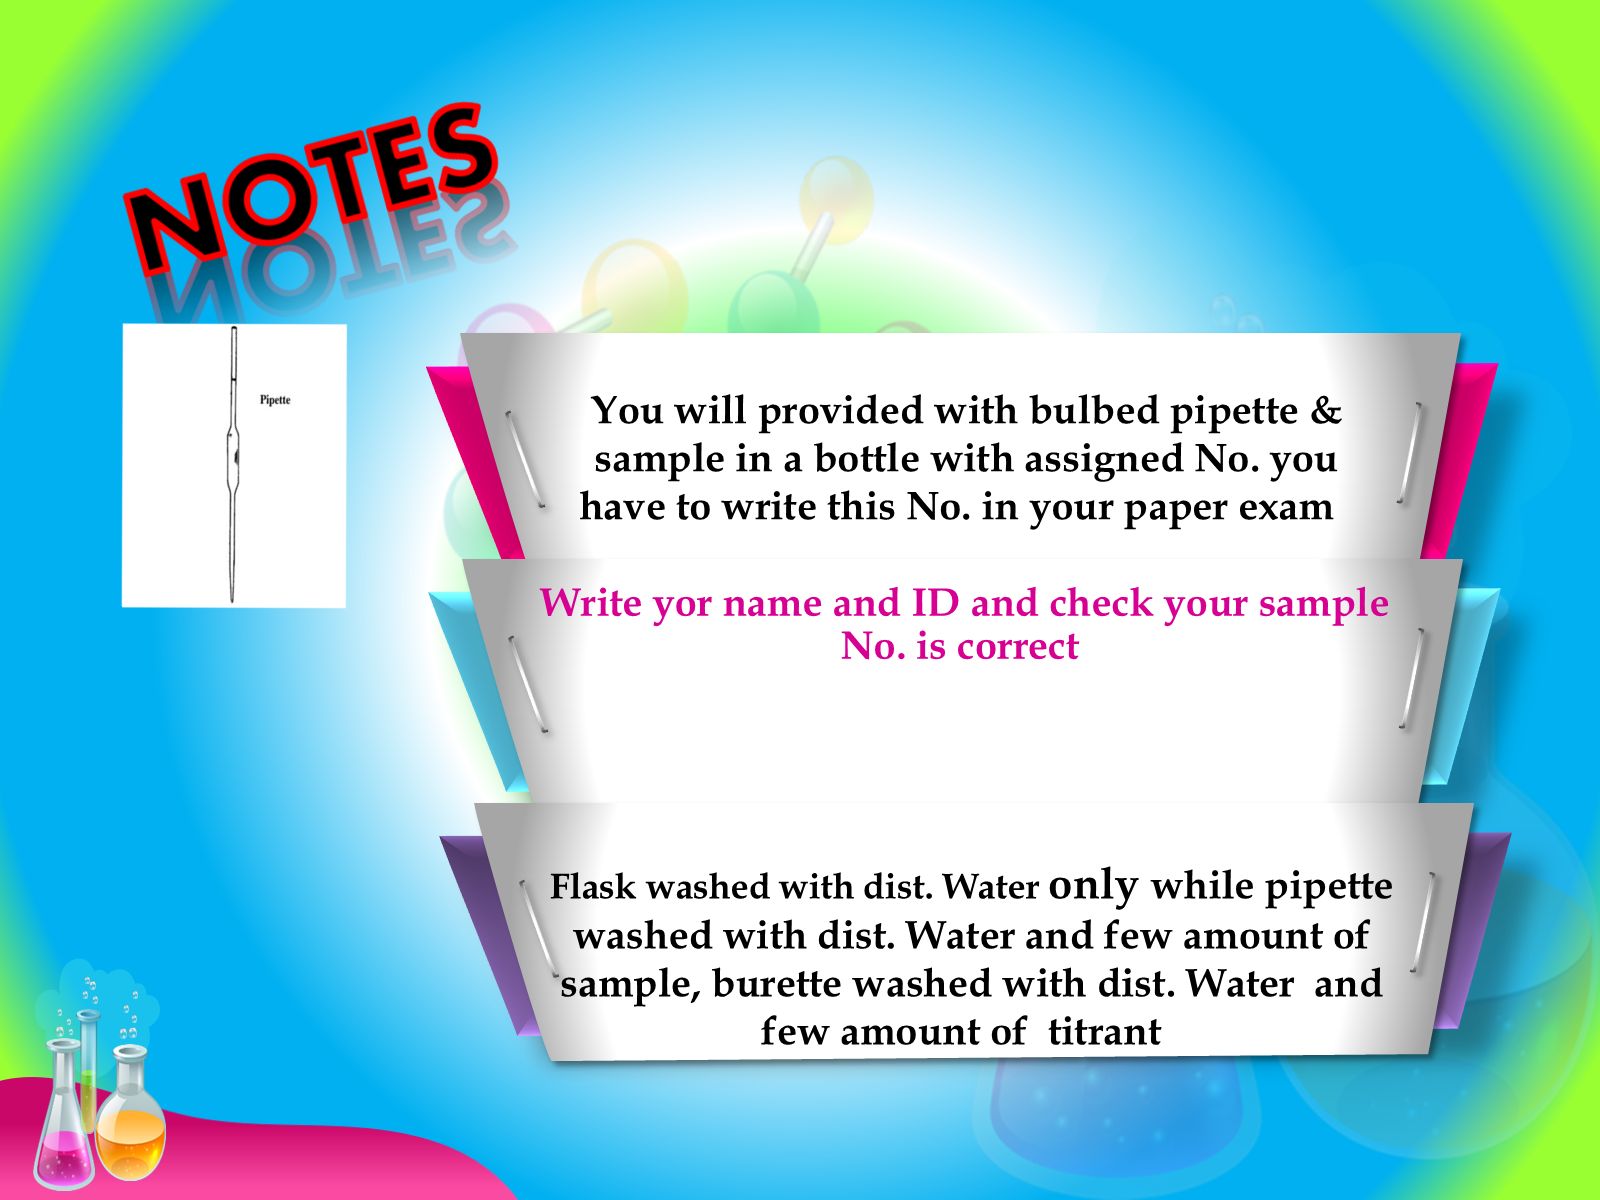 NOTES
Pipette
You will provided with bulbed pipette &
sample in a bottle with assigned No. you
have to write this No. in your paper exam
Write yor name and ID and check your sample
No. is correct
Flask washed with dist. Water only while pipette
washed with dist. Water and few amount of
sample, burette washed with dist. Water and
few amount of titrant